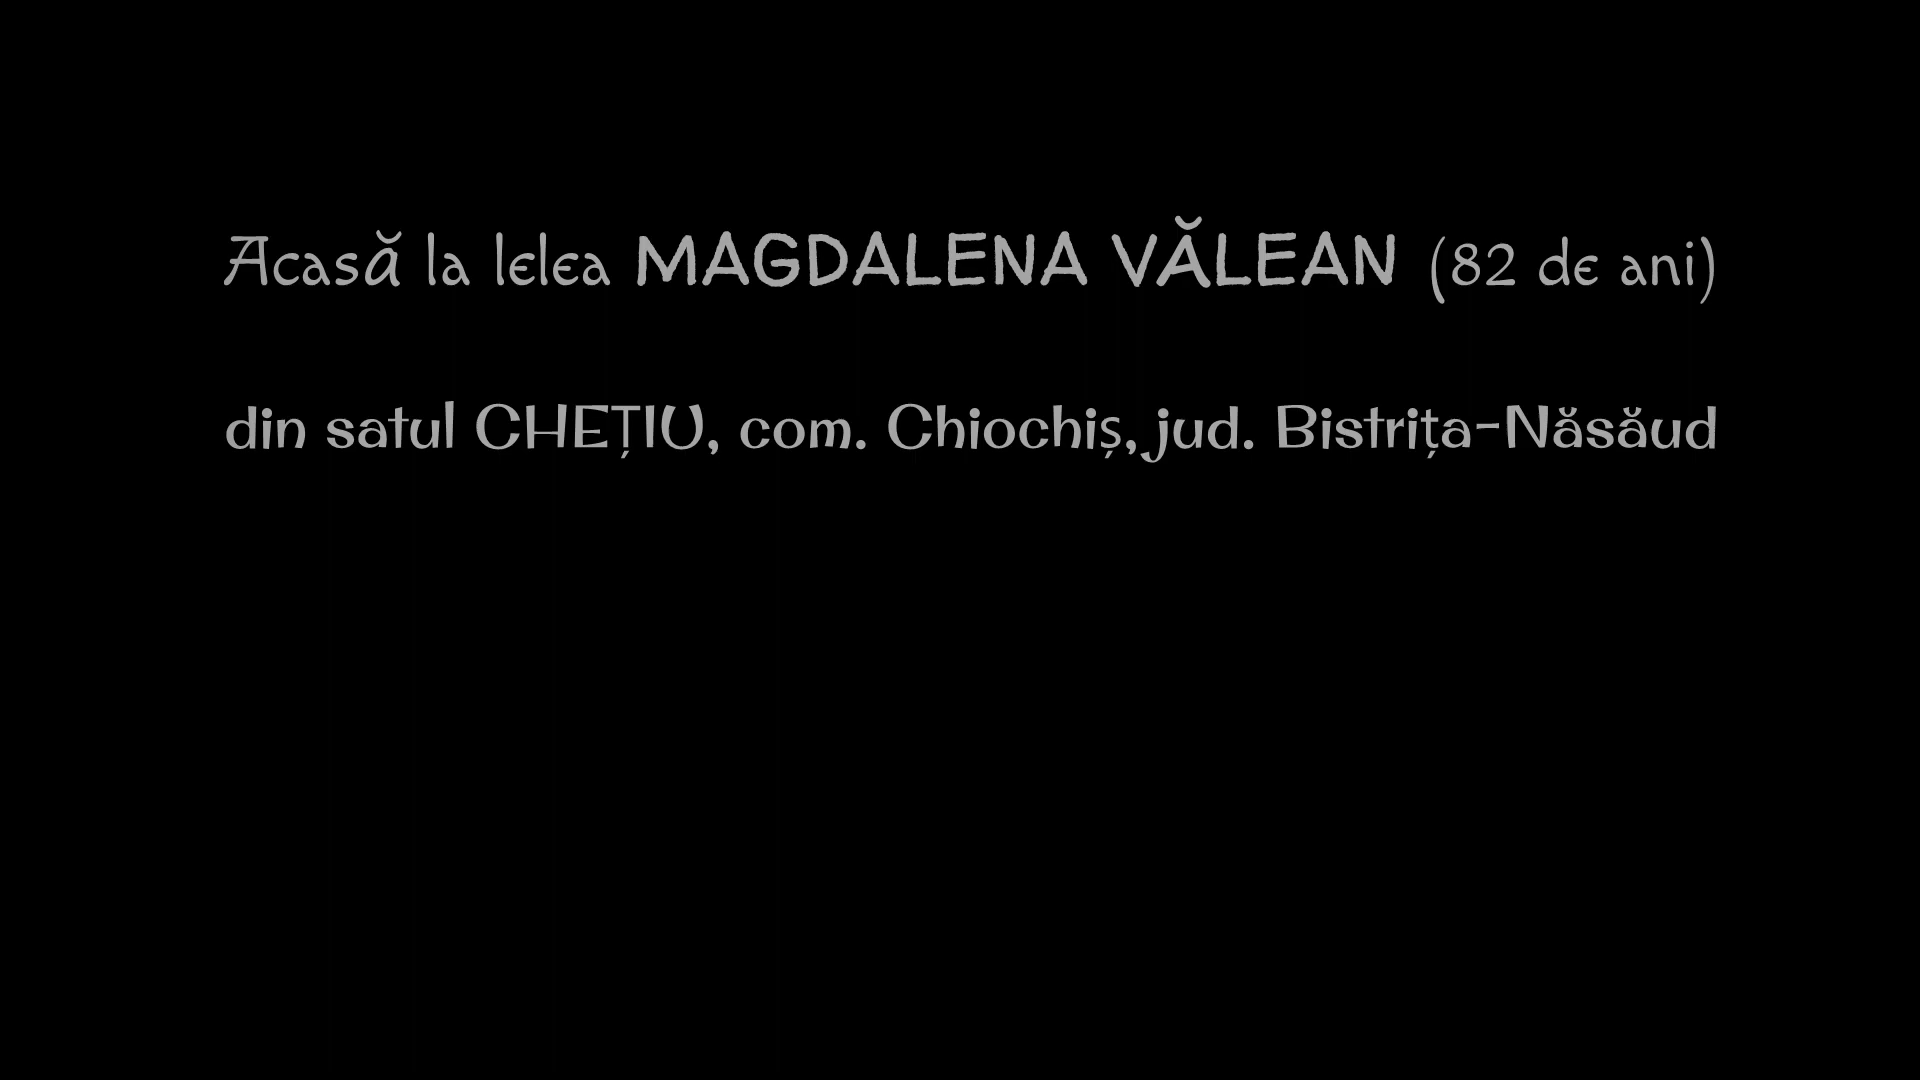 Acasă la lelea MAGDALENA VĂLEAN (82 de ani)
din satul CHEȚIU, com. Chiochiș, jud. Bistrița-Năsăud